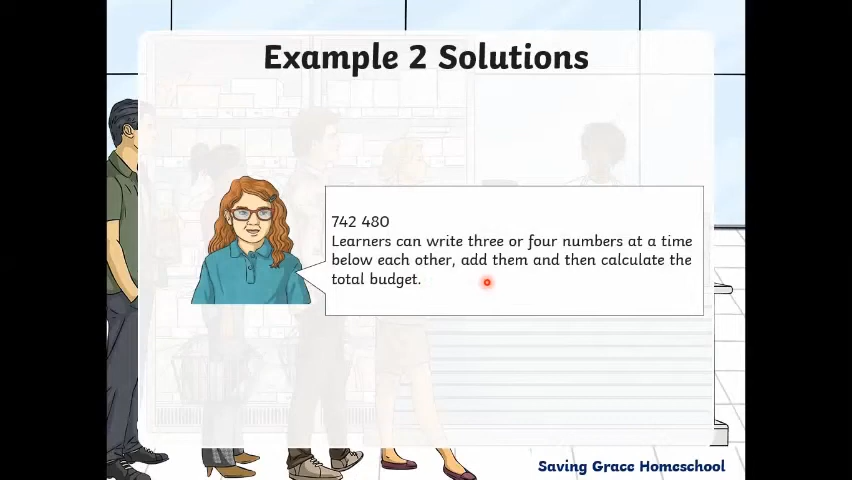 Example 2 Solutions
742 480
Learners can write three or four numbers at a time
below each other, add them and then calculate the
total budget.
Saving Grace Homeschool